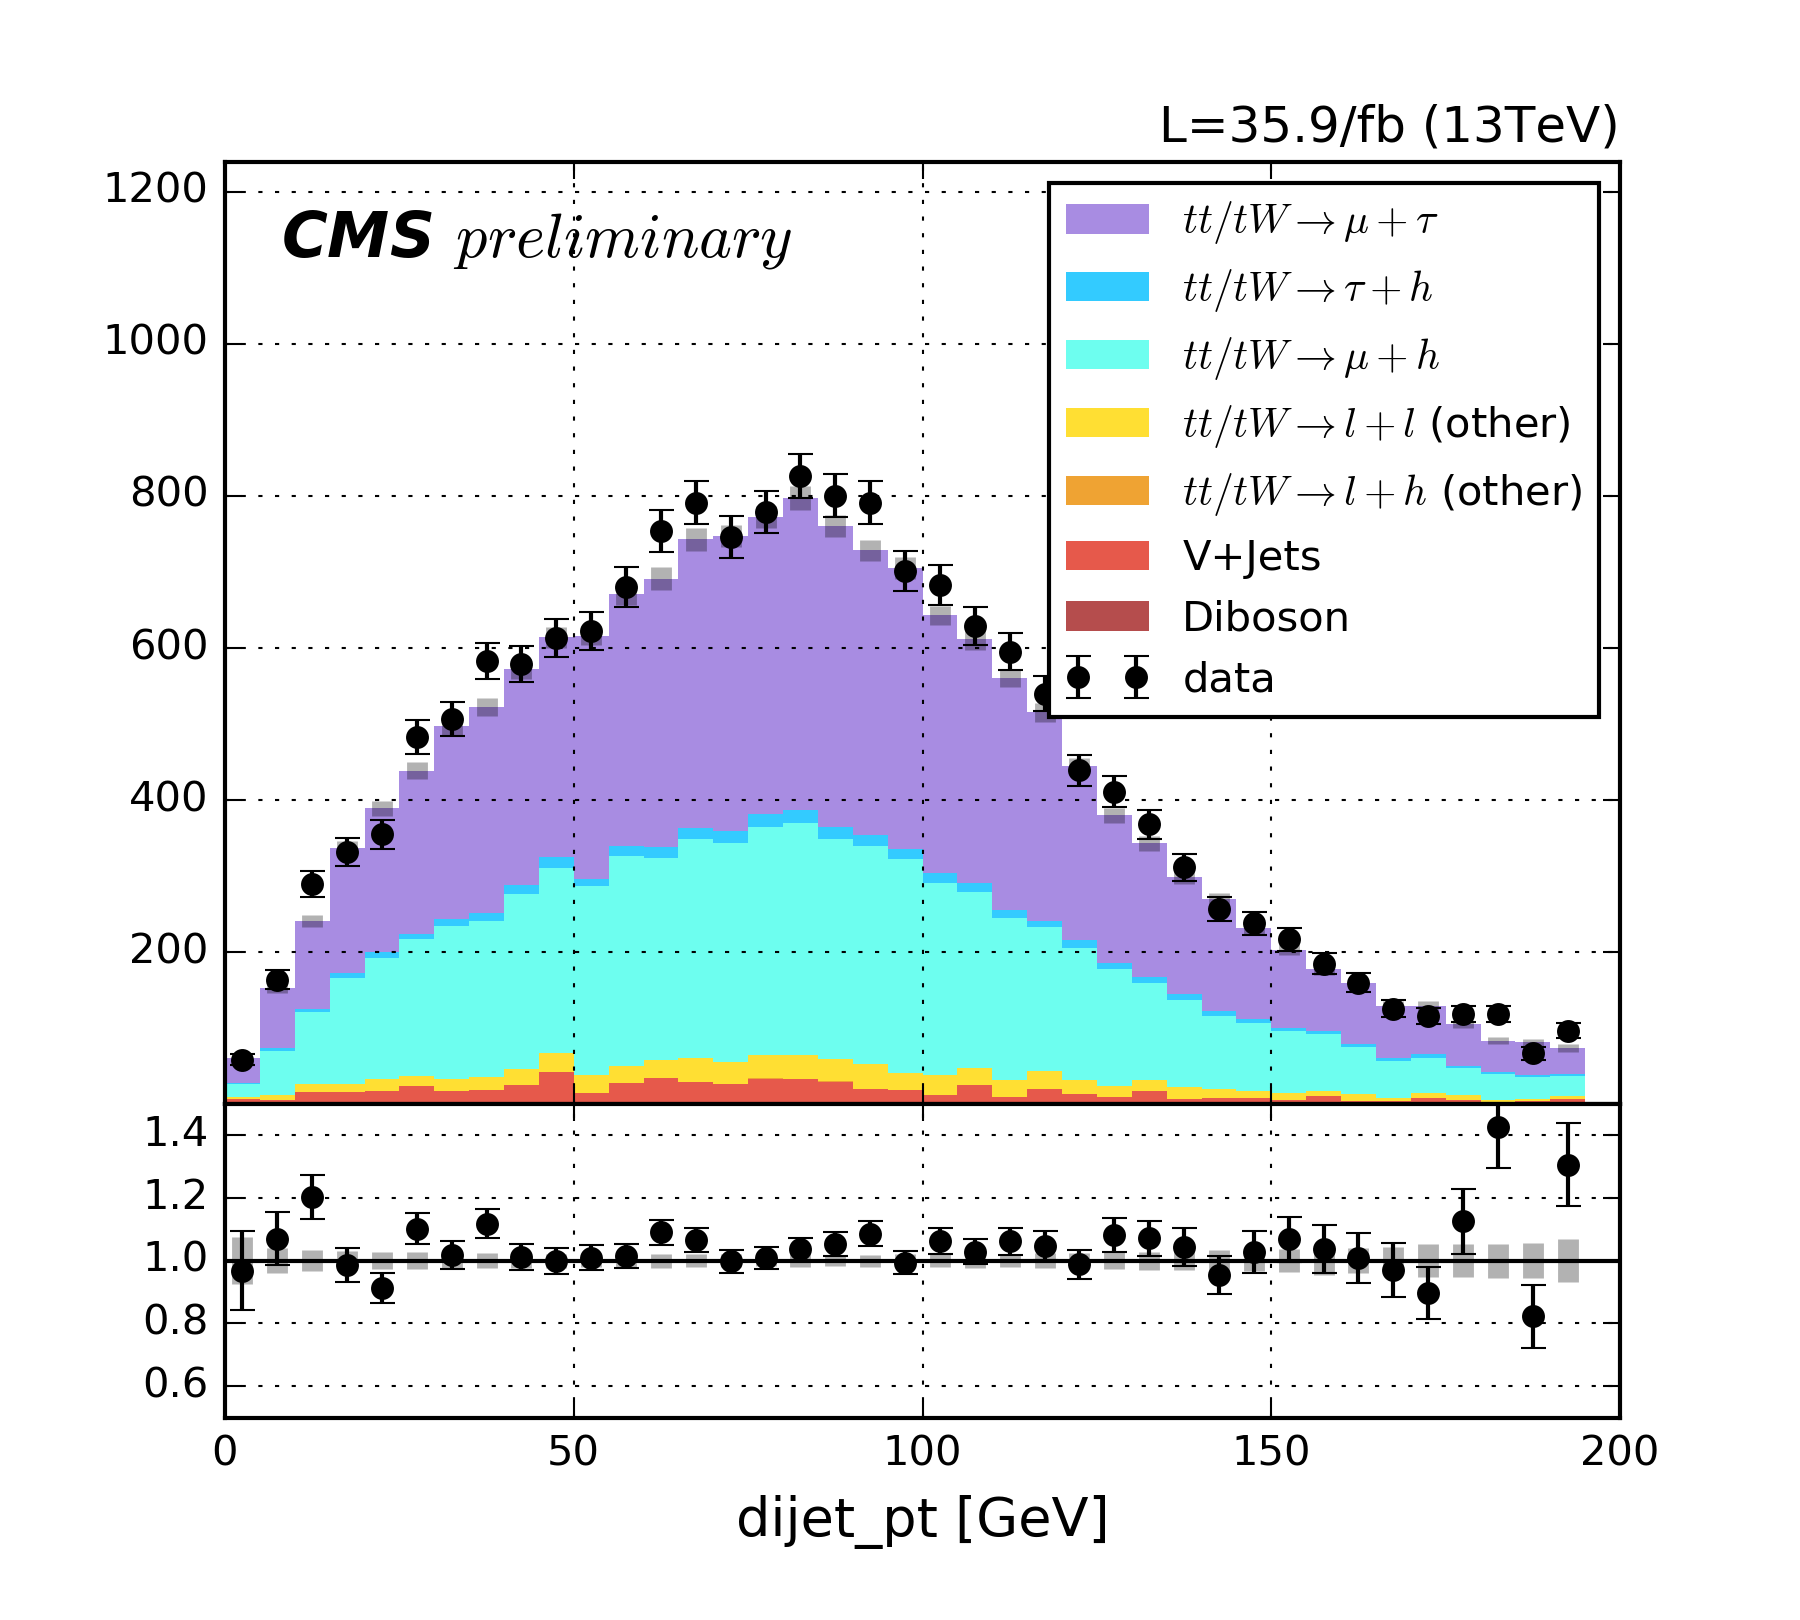 L=35.9/fb (13TeV)
CMS preliminary
1200
1000
800
600
400
200
tt/tW→μ+τ
tt/tW→τ+h
tt/tW→μ+h
tt/tW→l+l (other)
tt/tW→l+h (other)
V+Jets
Diboson
data
1.4
1.2
1.0
0.8
0.6
0 50 100 150 200
dijet_pt [GeV]